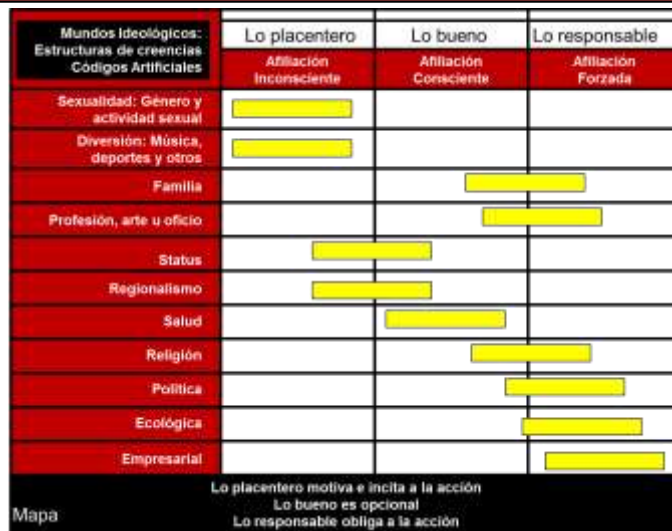 Mundos Ideológicos:
Estructuras de creencias
Códigos Artificiales
Lo placentero
Lo bueno
Lo responsable
Afiliación
Inconsciente
Afiliación
Consciente
Afiliación
Forzada
Sexualidad: Género y
actividad sexual
Diversión: Música,
deportes y otros
Familia
Profesión, arte u oficio
Status
Regionalismo
Salud
Religión
Política
Ecológica
Empresarial
Lo placentero motiva e incita a la acción
Lo bueno es opcional
Lo responsable obliga a la acción
Mapa